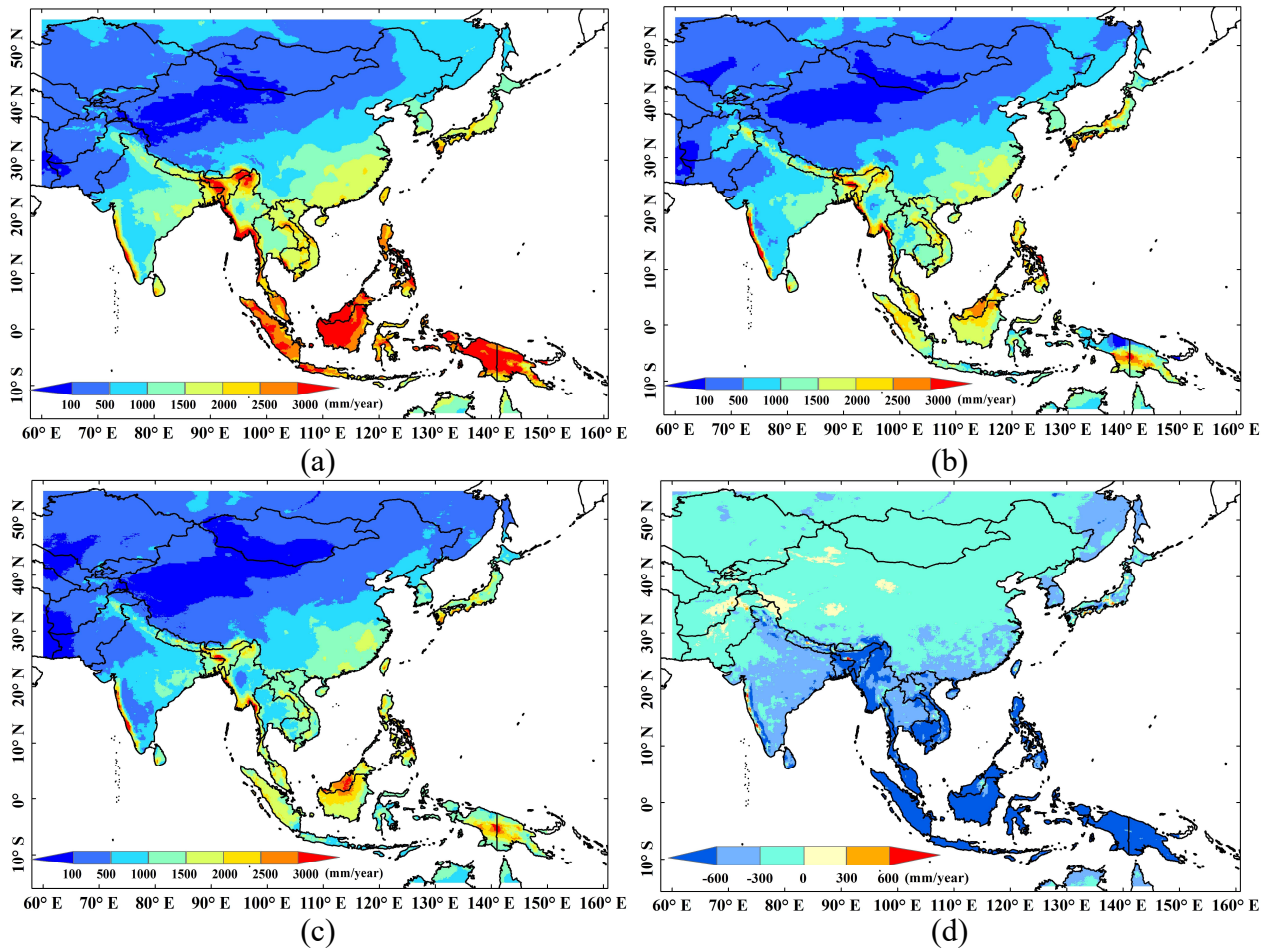 50° N
40° N
30° N
20° N
10° N
0°
10° S
100 500 1000 1500 2000 2500 3000 (mm/year)
60° E 70° E 80° E 90° E 100° E 110° E 120° E 130° E 140° E 150° E 160° E
(a)
50° N
40° N
30° N
20° N
10° N
0°
10° S
100 500 1000 1500 2000 2500 3000 (mm/year)
60° E 70° E 80° E 90° E 100° E 110° E 120° E 130° E 140° E 150° E 160° E
(b)
50° N
40° N
30° N
20° N
10° N
0°
10° S
100 500 1000 1500 2000 2500 3000 (mm/year)
60° E 70° E 80° E 90° E 100° E 110° E 120° E 130° E 140° E 150° E 160° E
(c)
50° N
40° N
30° N
20° N
10° N
0°
10° S
-600 -300 0 300 600 (mm/year)
60° E 70° E 80° E 90° E 100° E 110° E 120° E 130° E 140° E 150° E 160° E
(d)